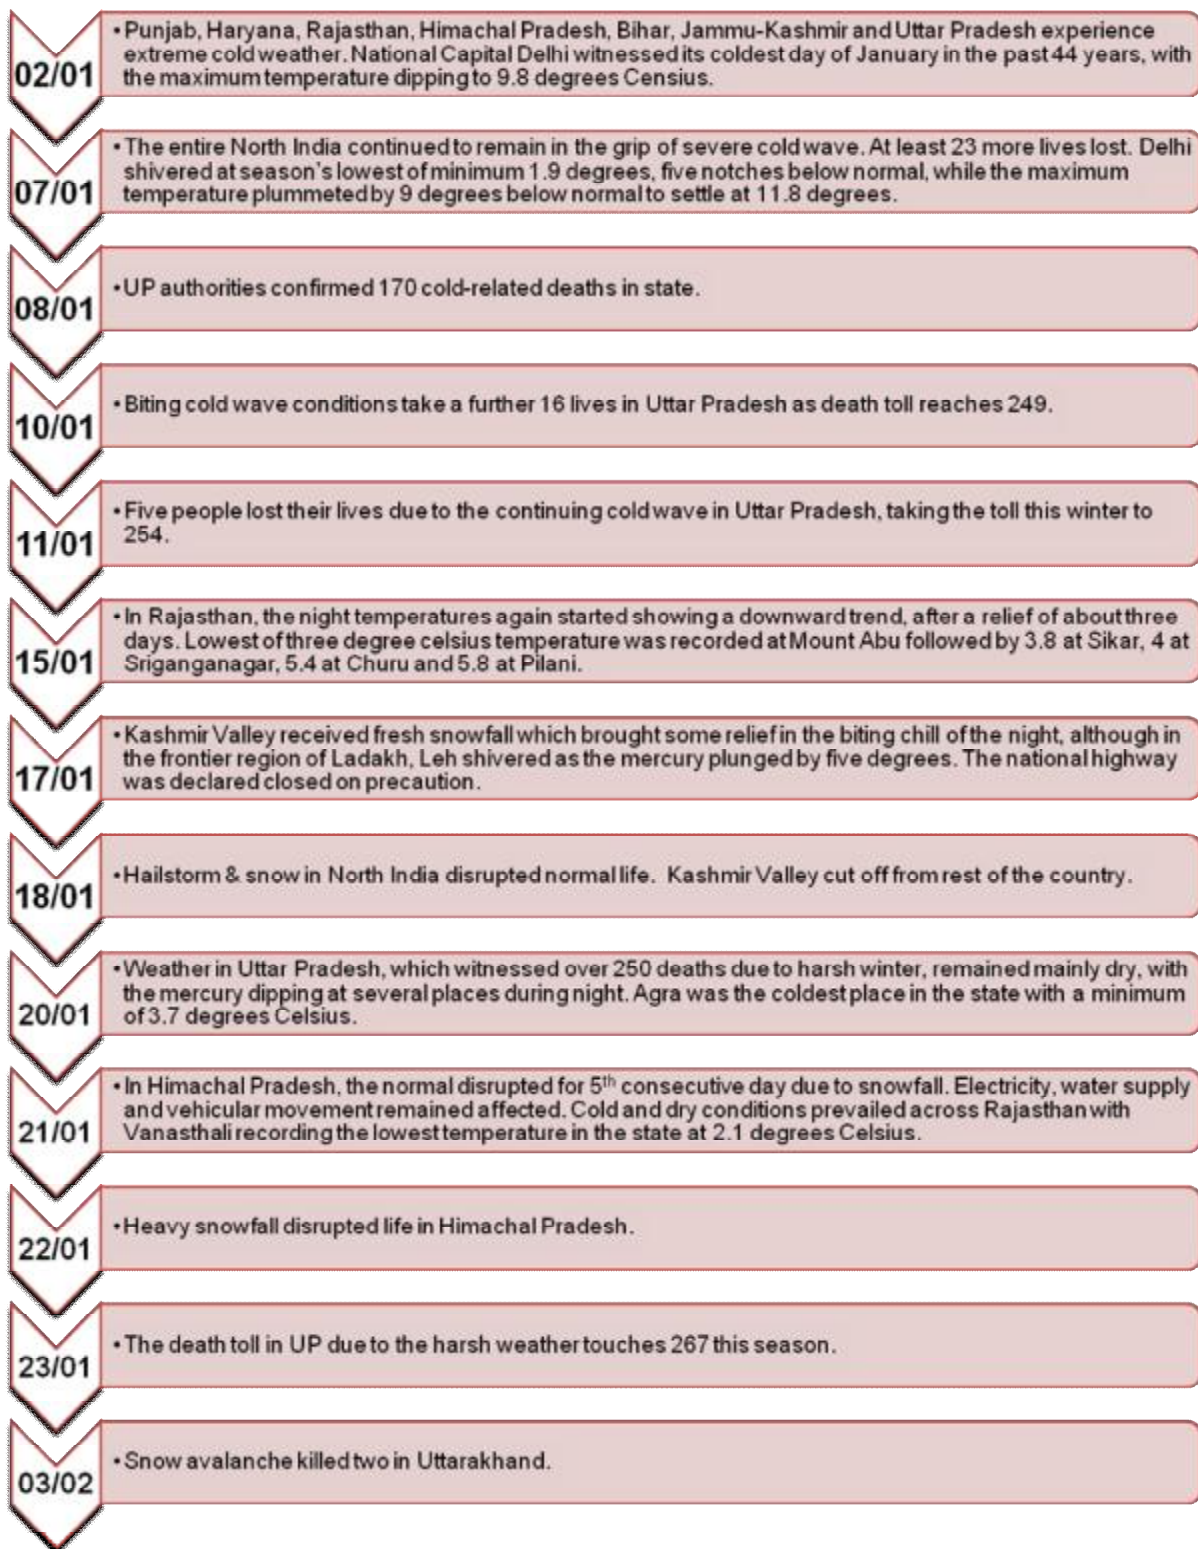 02/01
•Punjab, Haryana, Rajasthan, Himachal Pradesh, Bihar, Jammu-Kashmir and Uttar Pradesh experience
extreme cold weather. National Capital Delhi witnessed its coldest day of January in the past 44 years, with
the maximum temperature dipping to 9.8 degrees Censius.
07/01
•The entire North India continued to remain in the grip of severe cold wave. At least 23 more lives lost. Delhi
shivered at season's lowest of minimum 1.9 degrees, five notches below normal, while the maximum
temperature plummeted by 9 degrees below normal to settle at 11.8 degrees.
08/01
•UP authorities confirmed 170 cold-related deaths in state.
10/01
•Biting cold wave conditions take a further 16 lives in Uttar Pradesh as death toll reaches 249.
11/01
•Five people lost their lives due to the continuing cold wave in Uttar Pradesh, taking the toll this winter to
254.
15/01
•In Rajasthan, the night temperatures again started showing a downward trend, after a relief of about three
days. Lowest of three degree celsius temperature was recorded at Mount Abu followed by 3.8 at Sikar, 4 at
Sriganganagar, 5.4 at Churu and 5.8 at Pilani.
17/01
•Kashmir Valley received fresh snowfall which brought some relief in the biting chill of the night, although in
the frontier region of Ladakh, Leh shivered as the mercury plunged by five degrees. The national highway
was declared closed on precaution.
18/01
•Hailstorm & snow in North India disrupted normal life. Kashmir Valley cut off from rest of the country.
20/01
•Weather in Uttar Pradesh, which witnessed over 250 deaths due to harsh winter, remained mainly dry, with
the mercury dipping at several places during night. Agra was the coldest place in the state with a minimum
of 3.7 degrees Celsius.
21/01
•In Himachal Pradesh, the normal disrupted for 5th consecutive day due to snowfall. Electricity, water supply
and vehicular movement remained affected. Cold and dry conditions prevailed across Rajasthan with
Vanasthali recording the lowest temperature in the state at 2.1 degrees Celsius.
22/01
•Heavy snowfall disrupted life in Himachal Pradesh.
23/01
•The death toll in UP due to the harsh weather touches 267 this season.
03/02
•Snow avalanche killed two in Uttarakhand.